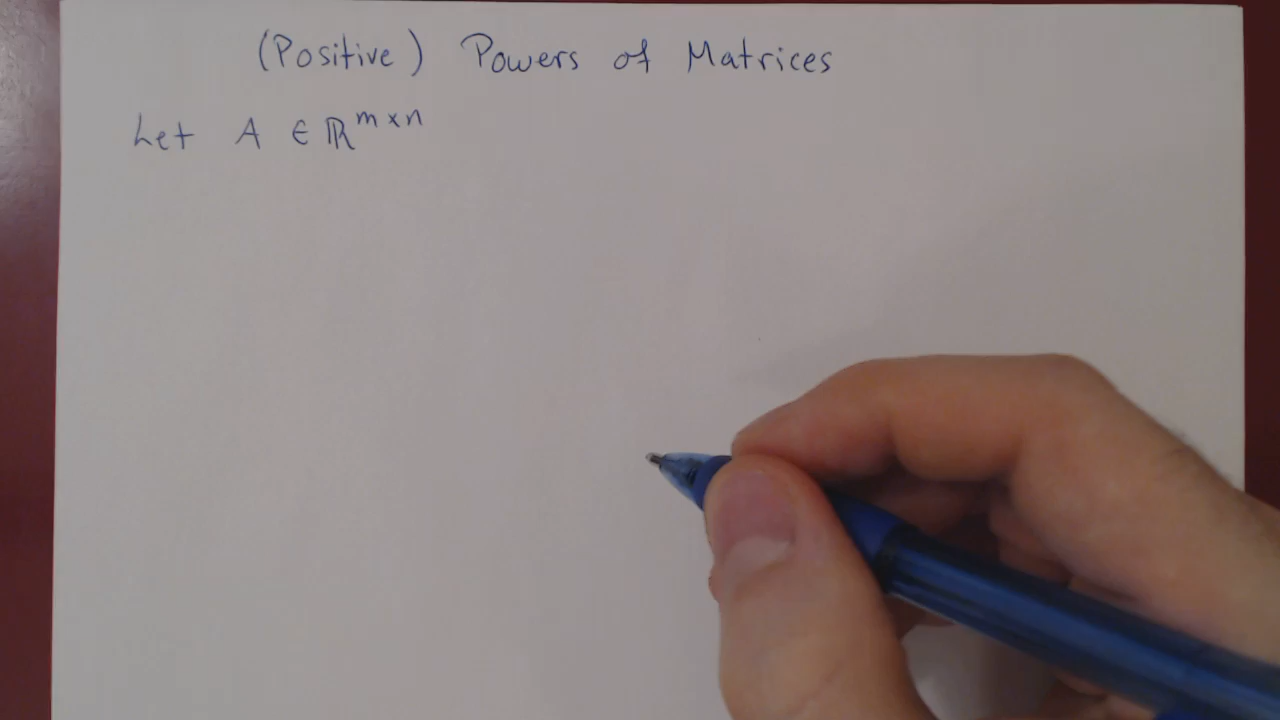 (Positive) Powers of Matrices
Let A ∈ ℝ^{m×n}